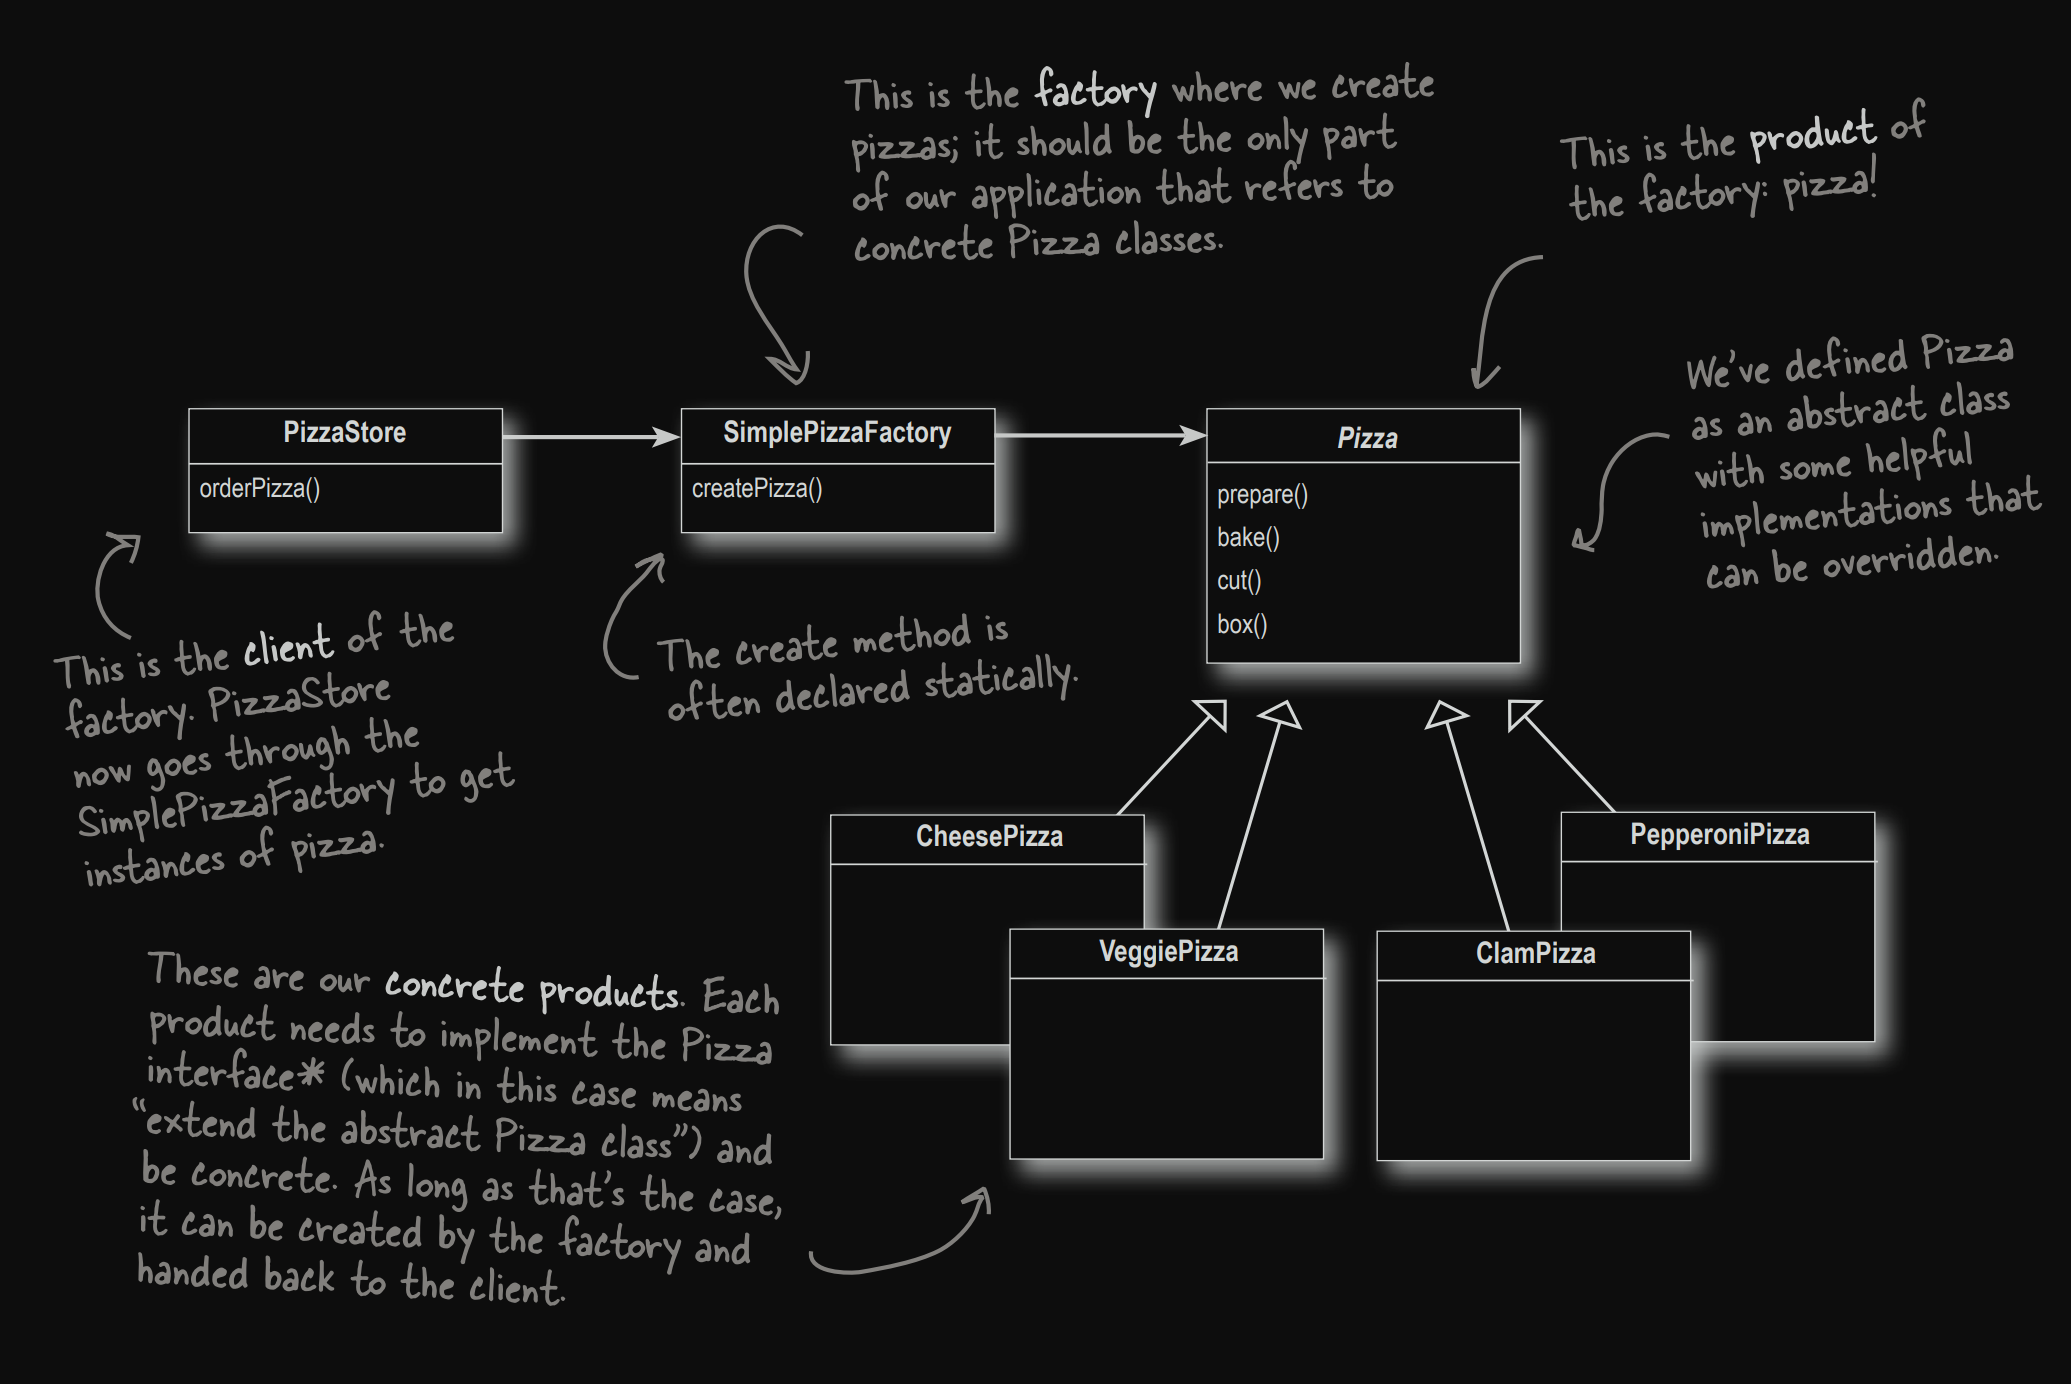 This is the factory where we create
pizzas; it should be the only part
of our application that refers to
concrete Pizza classes.
This is the product of
the factory: pizza!
We've defined Pizza
as an abstract class
with some helpful
implementations that
can be overridden.
PizzaStore
orderPizza()
SimplePizzaFactory
createPizza()
Pizza
prepare()
bake()
cut()
box()
This is the client of the
factory. PizzaStore
now goes through the
SimplePizzaFactory to get
instances of pizza.
The create method is
often declared statically.
CheesePizza
VeggiePizza
ClamPizza
PepperoniPizza
These are our concrete products. Each
product needs to implement the Pizza
interface* (which in this case means
“extend the abstract Pizza class”) and
be concrete. As long as that's the case,
it can be created by the factory and
handed back to the client.